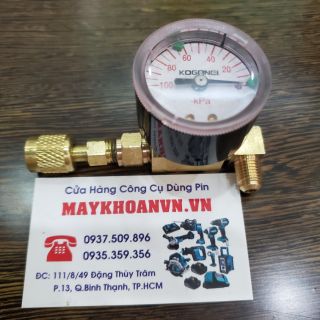 60
40
80
20
100
KOGANEI
-kPa
Cửa Hàng Công Cụ Dùng Pin
MAYKHOANVN.VN
0937.509.896
0935.359.356
ĐC: 111/8/49 Đặng Thùy Trâm
P.13, Q.Bình Thạnh, TP.HCM